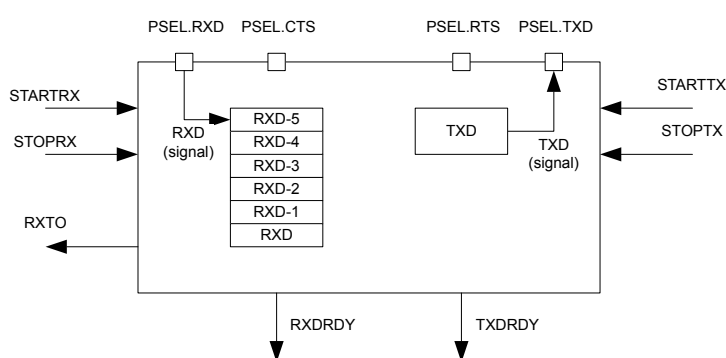 PSEL.RXD
PSEL.CTS
PSEL.RTS
PSEL.TXD
STARTRX
STOPRX
RXTO
RXD
(signal)
RXD-5
RXD-4
RXD-3
RXD-2
RXD-1
RXD
TXD
TXD
(signal)
STARTTX
STOPTX
RXDRDY
TXDRDY